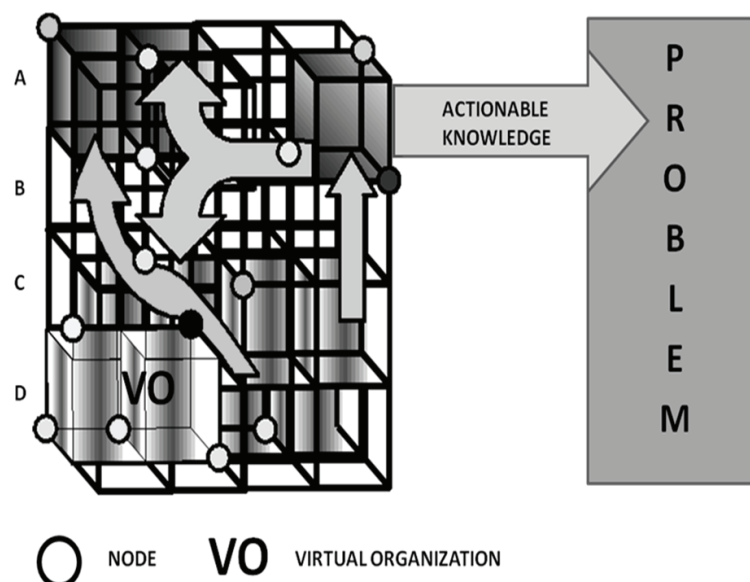 A
B
C
D
VO
ACTIONABLE
KNOWLEDGE
P
R
O
B
L
E
M
NODE
VO VIRTUAL ORGANIZATION